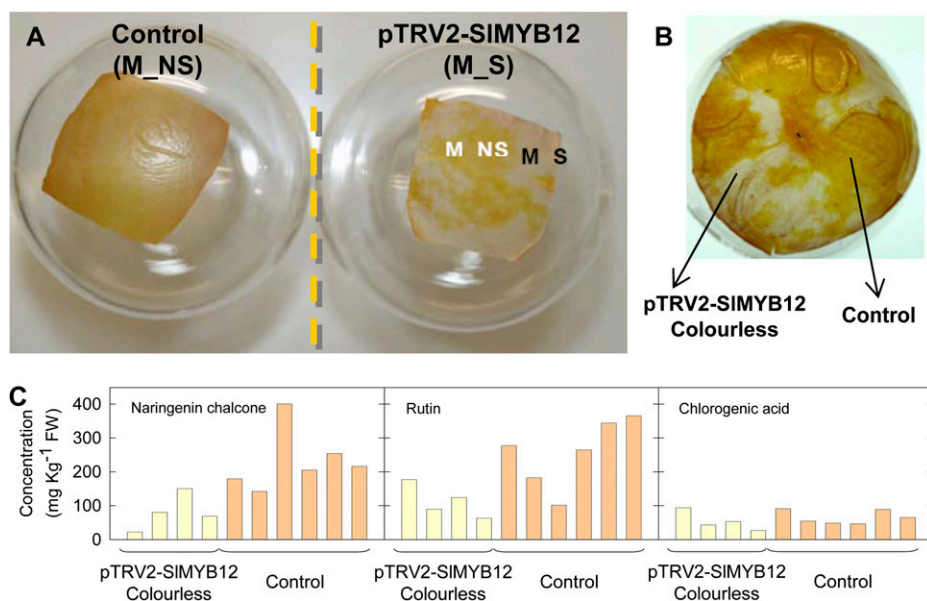 A
Control
(M_NS)
pTRV2-SlMYB12
(M_S)
M NS
M S
B
pTRV2-SlMYB12
Colourless
Control
C
Concentration
(mg Kg-1 FW)
400
300
200
100
0
Naringenin chalcone
Rutin
Chlorogenic acid
pTRV2-SlMYB12
Colourless
Control
pTRV2-SlMYB12
Colourless
Control
pTRV2-SlMYB12
Colourless
Control